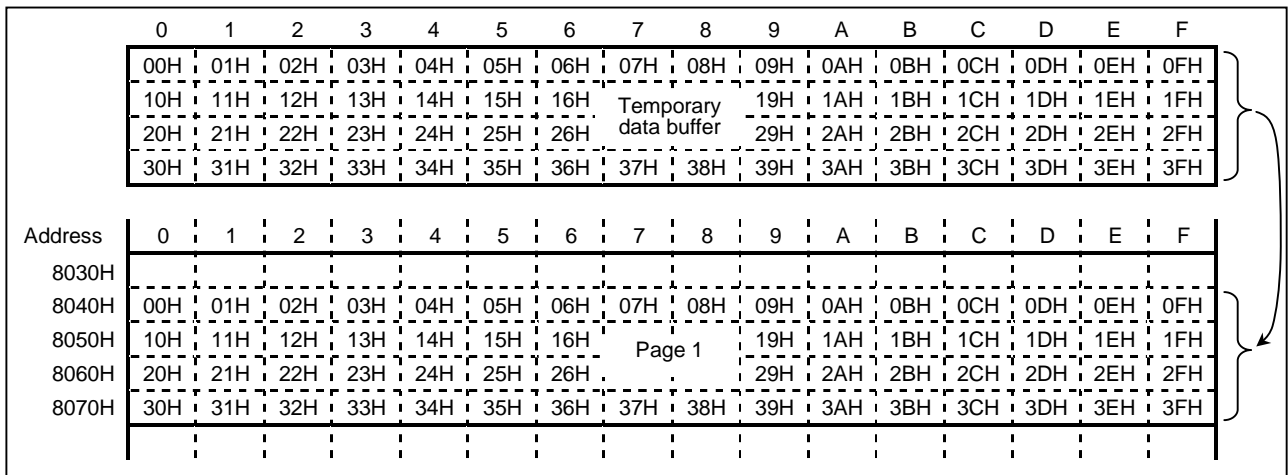 0 1 2 3 4 5 6 7 8 9 A B C D E F
00H 01H 02H 03H 04H 05H 06H 07H 08H 09H 0AH 0BH 0CH 0DH 0EH 0FH
10H 11H 12H 13H 14H 15H 16H Temporary 19H 1AH 1BH 1CH 1DH 1EH 1FH
20H 21H 22H 23H 24H 25H 26H data buffer 29H 2AH 2BH 2CH 2DH 2EH 2FH
30H 31H 32H 33H 34H 35H 36H 37H 38H 39H 3AH 3BH 3CH 3DH 3EH 3FH
Address 0 1 2 3 4 5 6 7 8 9 A B C D E F
8030H
8040H 00H 01H 02H 03H 04H 05H 06H 07H 08H 09H 0AH 0BH 0CH 0DH 0EH 0FH
8050H 10H 11H 12H 13H 14H 15H 16H Page 1 19H 1AH 1BH 1CH 1DH 1EH 1FH
8060H 20H 21H 22H 23H 24H 25H 26H 29H 2AH 2BH 2CH 2DH 2EH 2FH
8070H 30H 31H 32H 33H 34H 35H 36H 37H 38H 39H 3AH 3BH 3CH 3DH 3EH 3FH